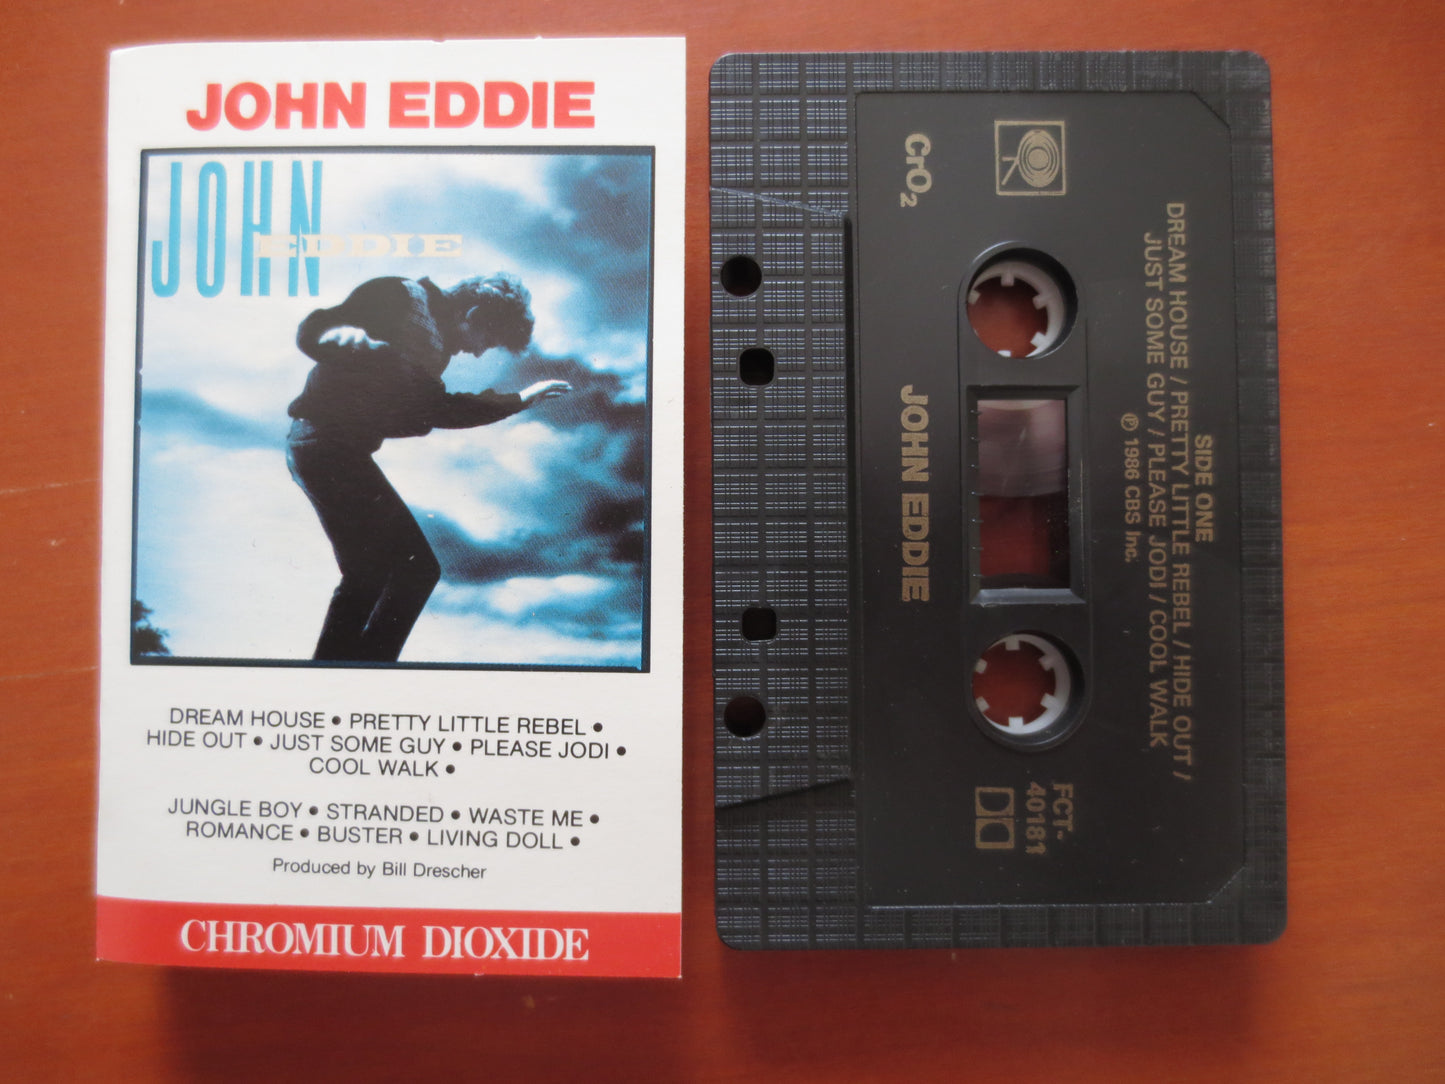 JOHN EDDIE
JOHN
EDDIE
DREAM HOUSE • PRETTY LITTLE REBEL •
HIDE OUT • JUST SOME GUY • PLEASE JODI •
COOL WALK •
JUNGLE BOY • STRANDED • WASTE ME •
ROMANCE • BUSTER • LIVING DOLL •
Produced by Bill Drescher
CHROMIUM DIOXIDE
CrO₂
JOHN EDDIE
SIDE ONE
DREAM HOUSE / PRETTY LITTLE REBEL / HIDE OUT /
JUST SOME GUY / PLEASE JODI / COOL WALK
℗ 1986 CBS Inc.
FCT-
40181